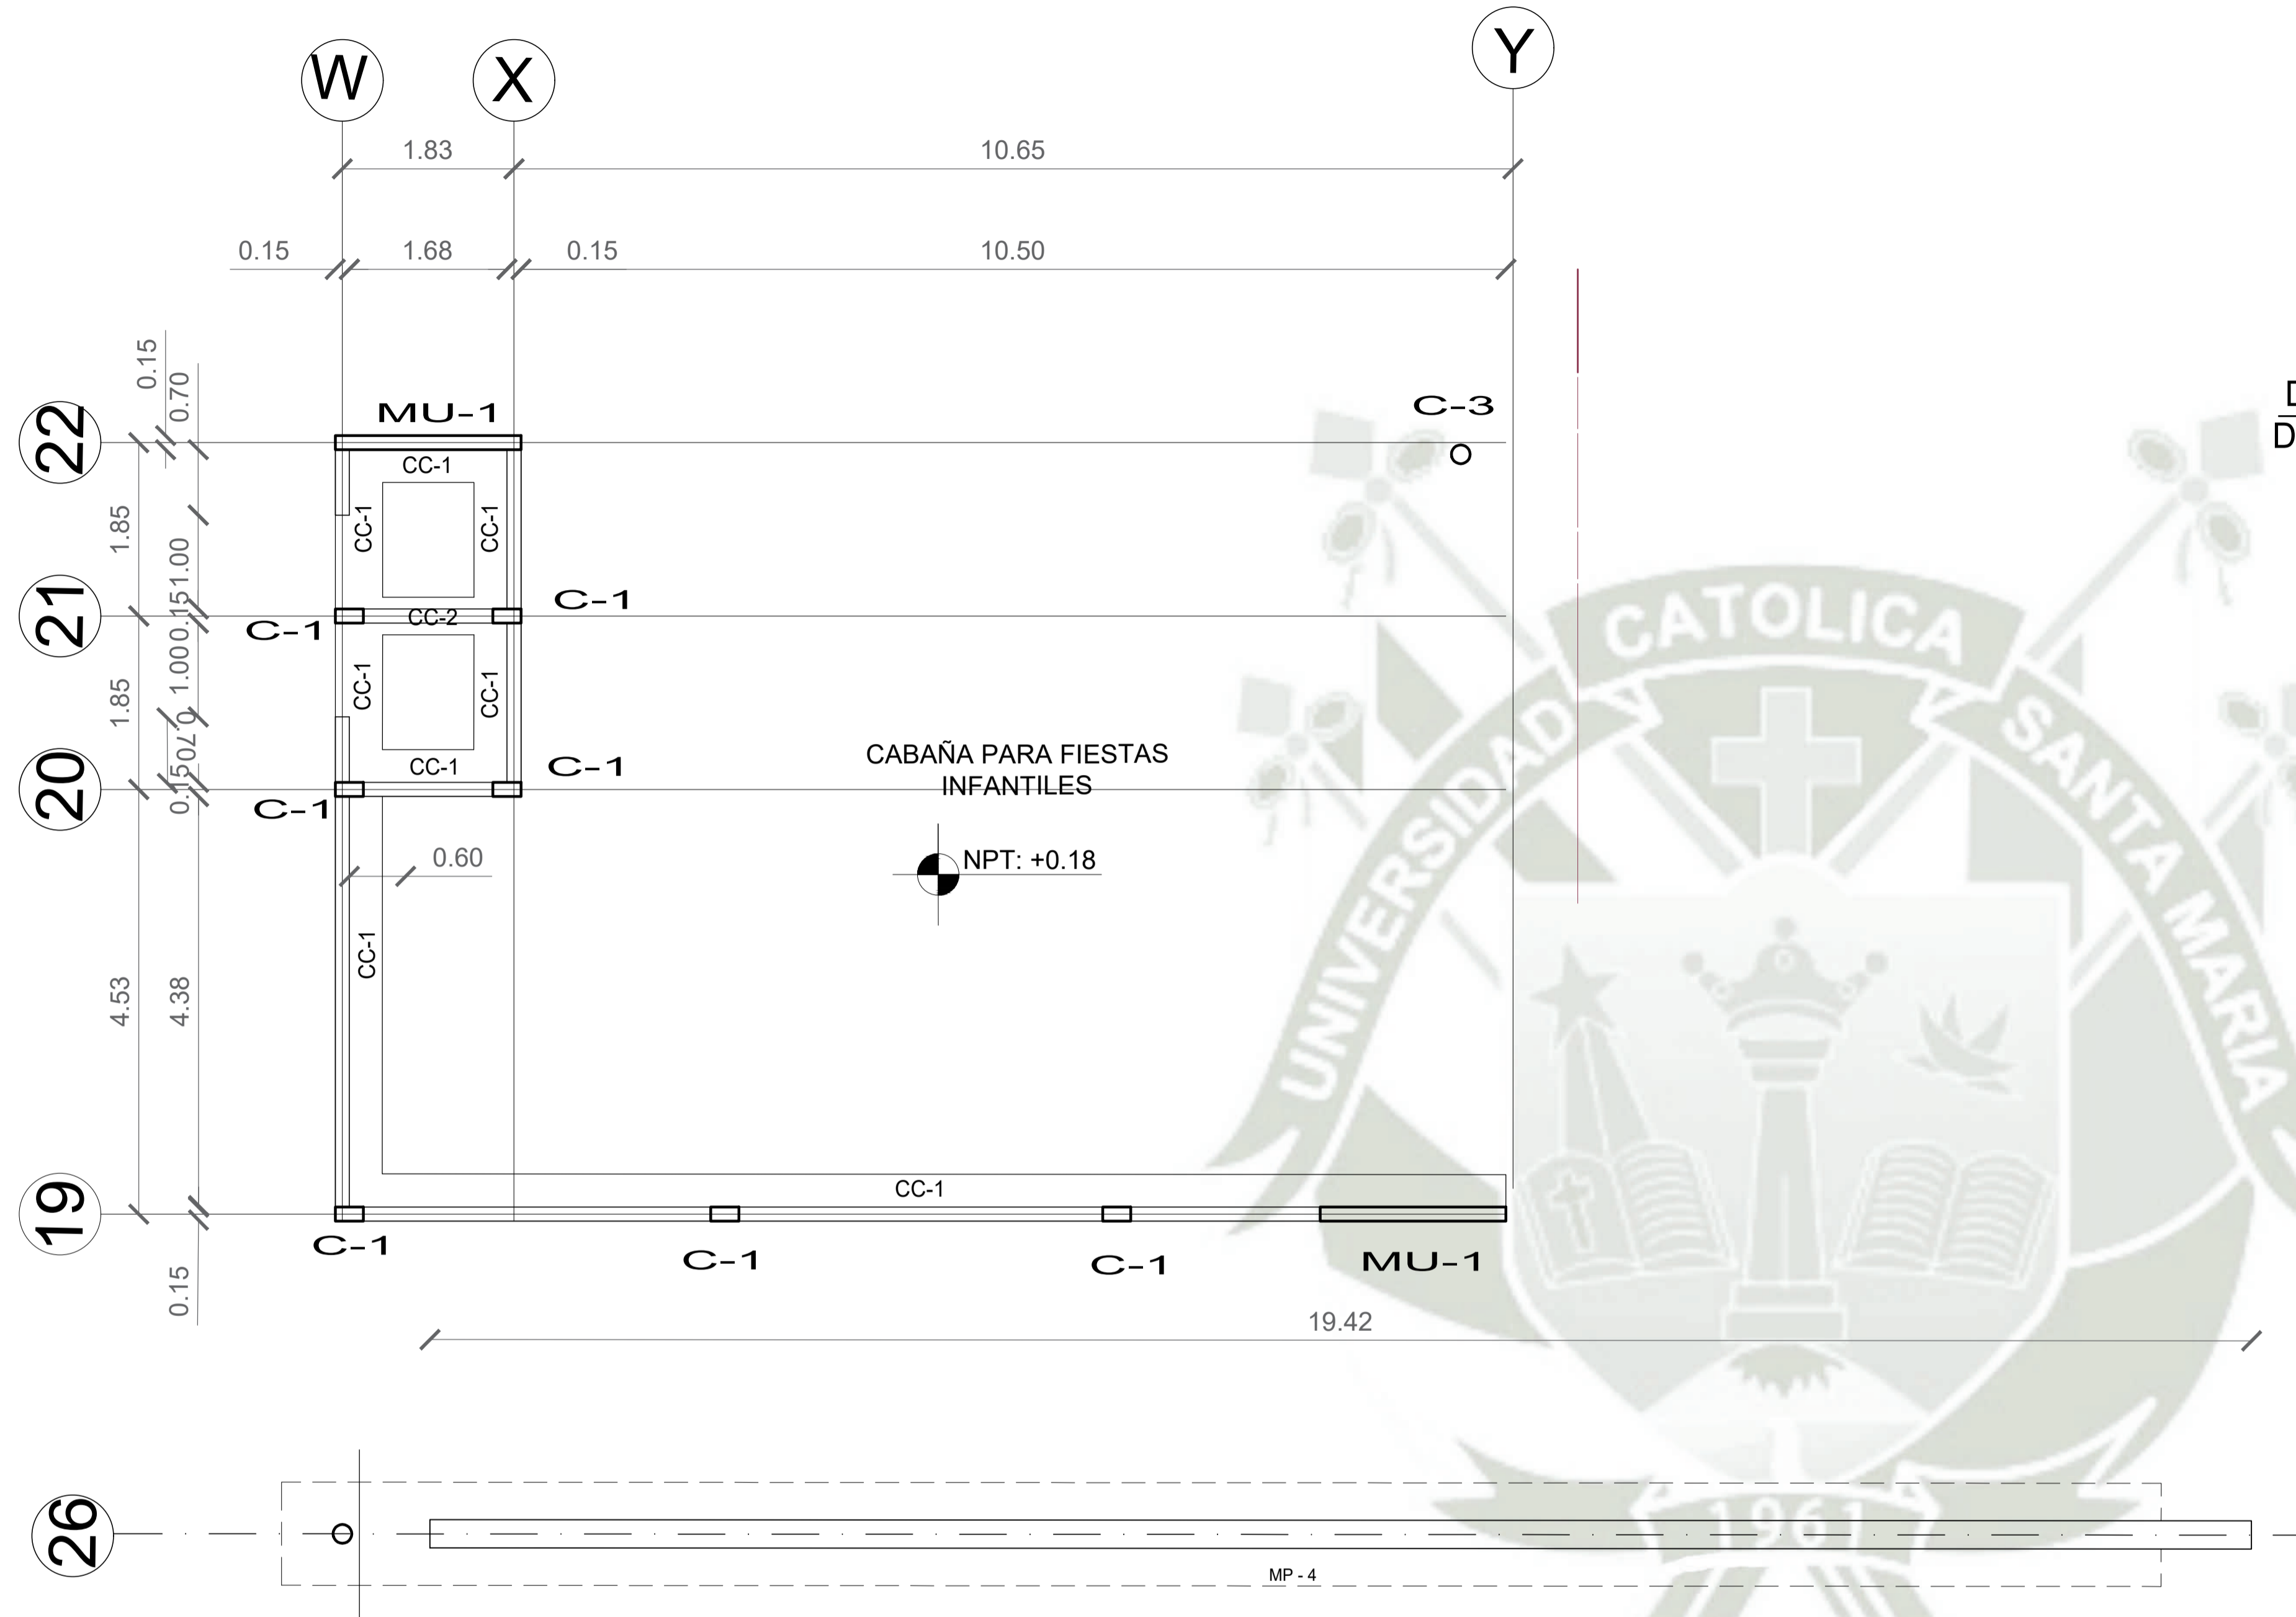 W
X
Y
1.83
10.65
0.15
1.68
0.15
10.50
0.15
0.70
22
MU-1
C-3
CC-1
CC-1
CC-1
1.85
1.00
0.15
21
C-1
C-1
CC-2
CC-1
CC-1
1.85
1.00
0.70
0.15
CC-1
C-1
20
C-1
CABAÑA PARA FIESTAS
INFANTILES
NPT: +0.18
0.60
CC-1
4.53
4.38
CC-1
19
C-1
C-1
C-1
MU-1
0.15
19.42
26
MP - 4
UNIVERSIDAD
CATOLICA
SANTA MARIA
1961